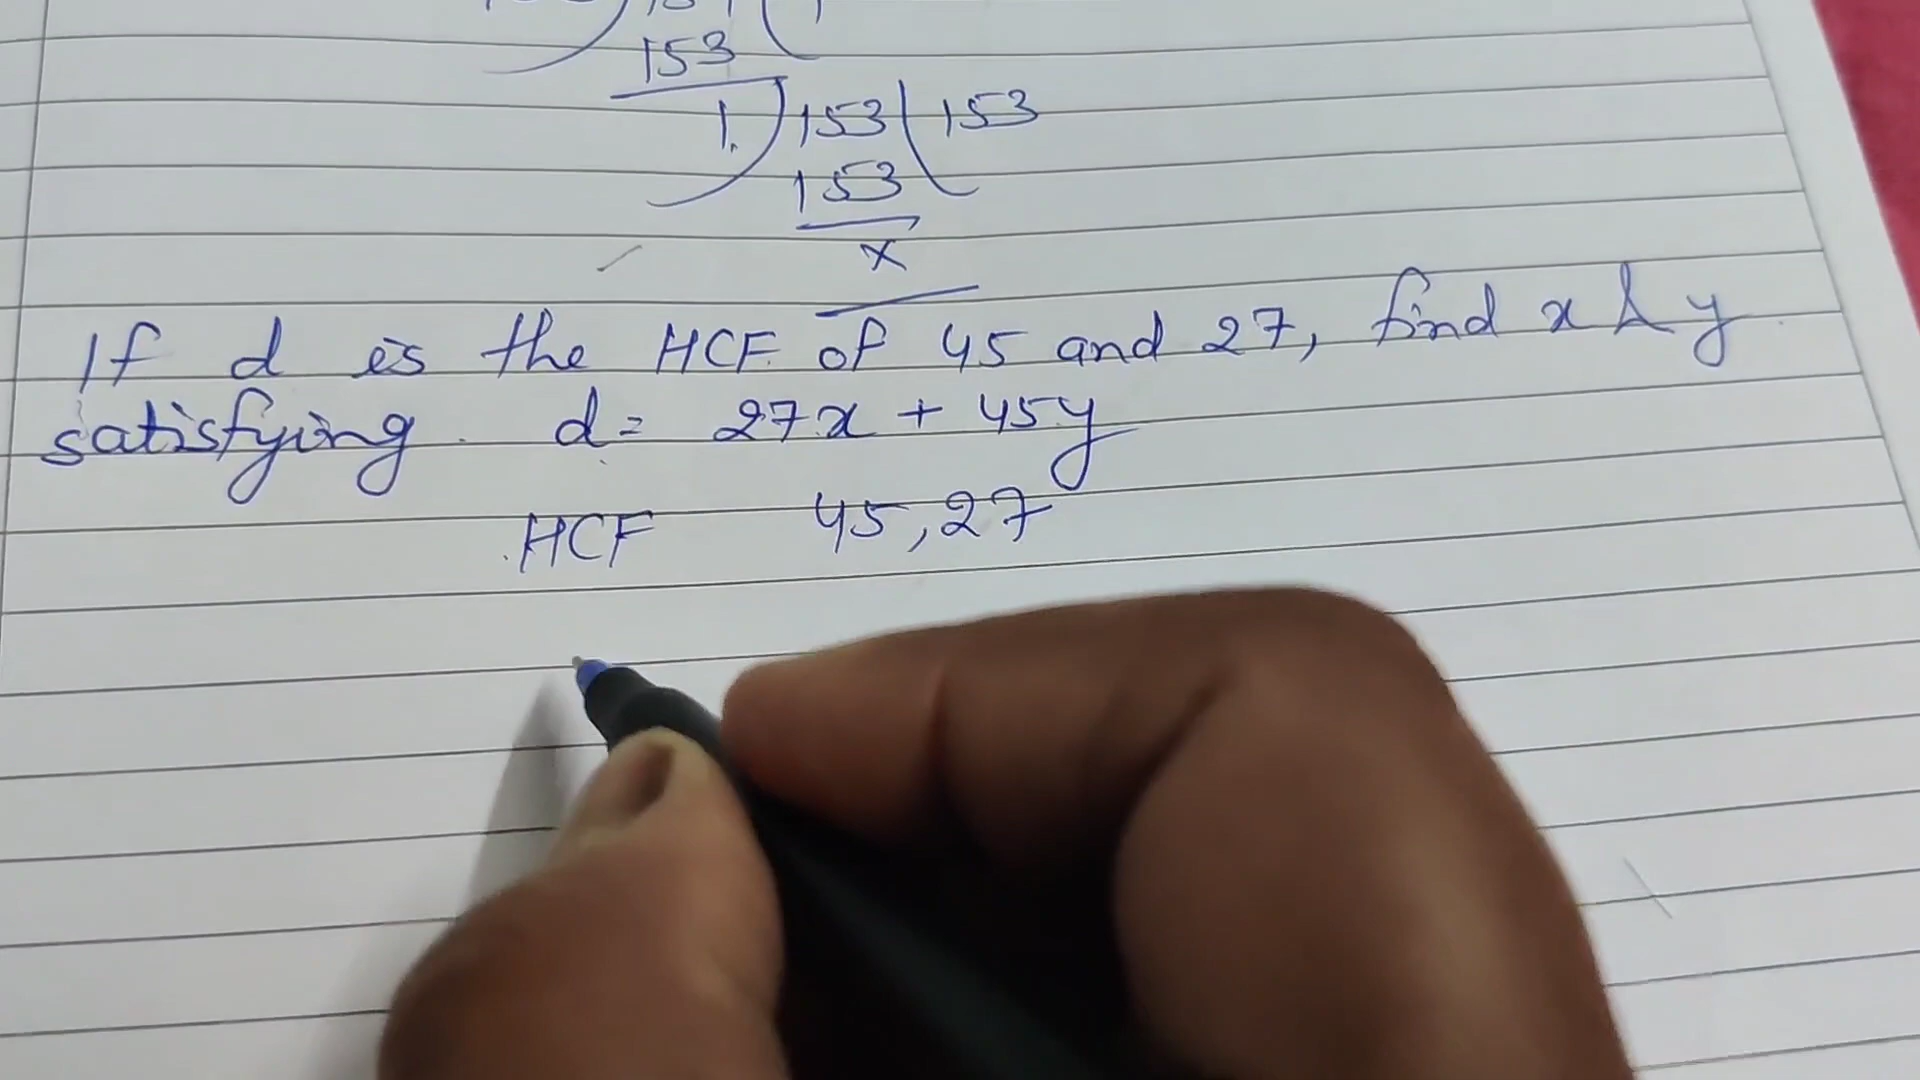 153
1. ) 153 ( 153
153
x
If d is the HCF of 45 and 27, find x & y
satisfying d = 27x + 45y
HCF 45, 27